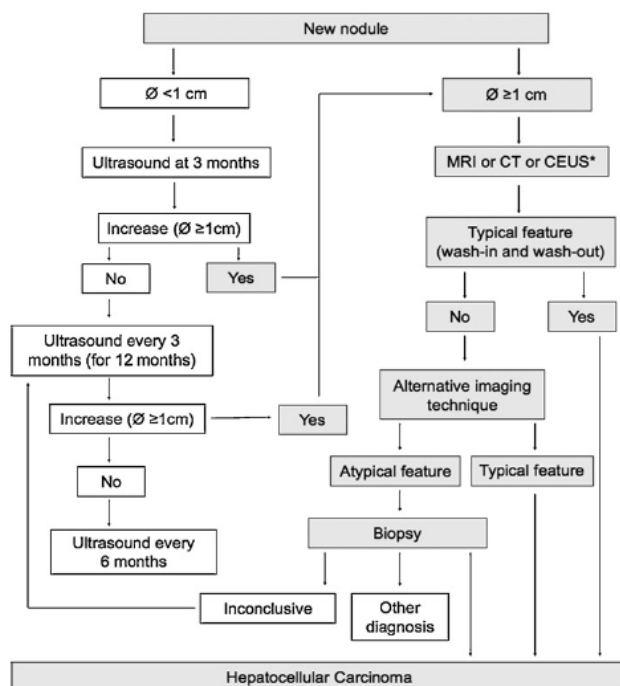 New nodule
Ø <1 cm
Ø ≥1 cm
Ultrasound at 3 months
MRI or CT or CEUS*
Increase (Ø ≥1cm)
Typical feature
(wash-in and wash-out)
No
Yes
No
Yes
Ultrasound every 3
months (for 12 months)
Alternative imaging
technique
Increase (Ø ≥1cm)
Yes
Atypical feature
Typical feature
No
Biopsy
Ultrasound every
6 months
Inconclusive
Other
diagnosis
Hepatocellular Carcinoma